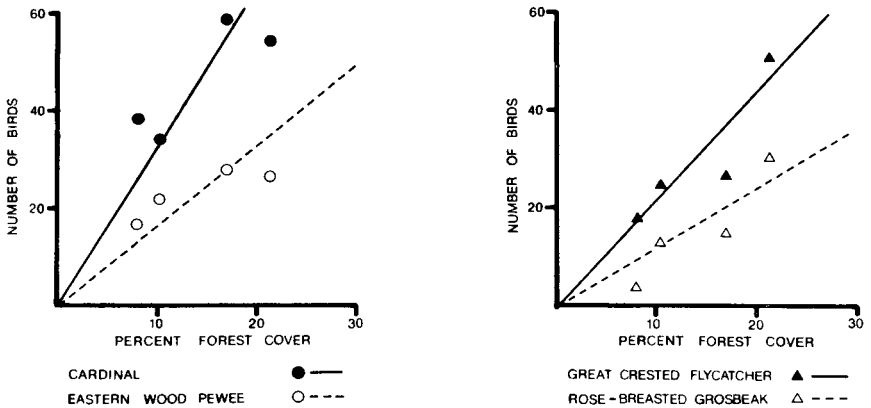 60
40
20
NUMBER OF BIRDS
10 20 30
PERCENT FOREST COVER
CARDINAL
EASTERN WOOD PEWEE
60
40
20
NUMBER OF BIRDS
10 20 30
PERCENT FOREST COVER
GREAT CRESTED FLYCATCHER
ROSE-BREASTED GROSBEAK